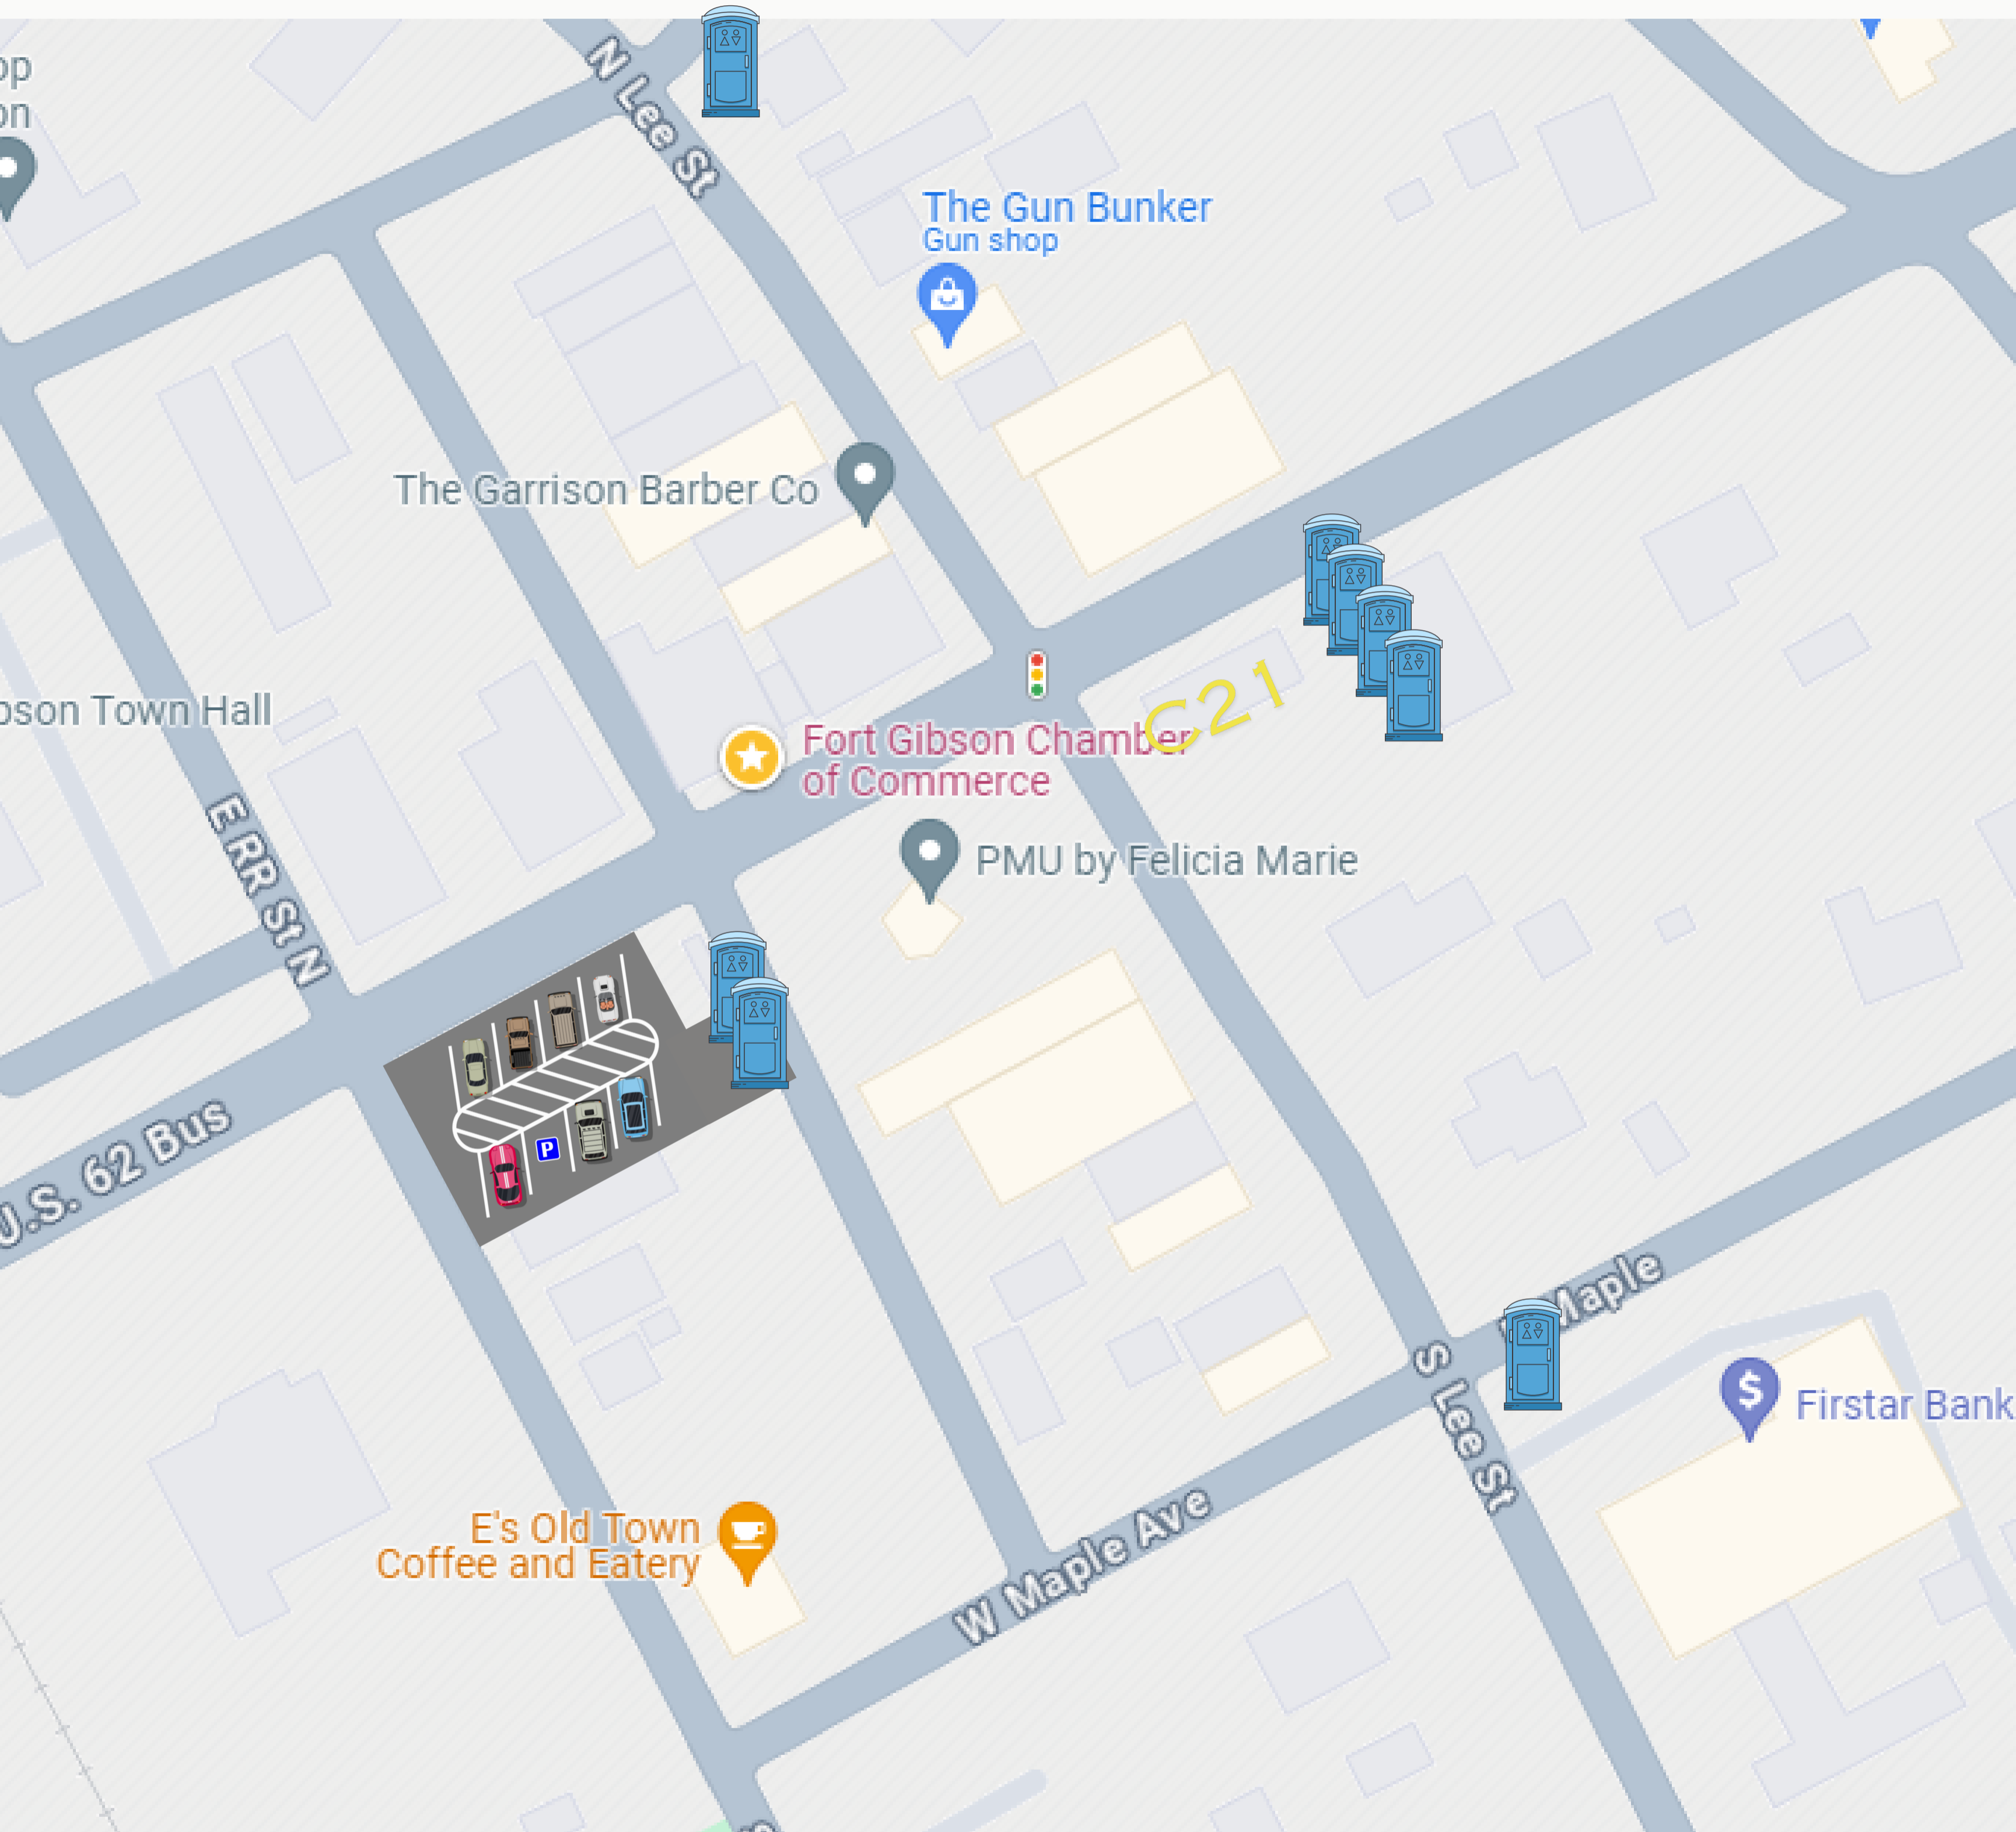 op
on
N Lee St
The Gun Bunker
Gun shop
The Garrison Barber Co
bson Town Hall
C21
Fort Gibson Chamber
of Commerce
PMU by Felicia Marie
E RR St N
U.S. 62 Bus
P
Maple
S Lee St
$
Firstar Bank
E's Old Town
Coffee and Eatery
W Maple Ave